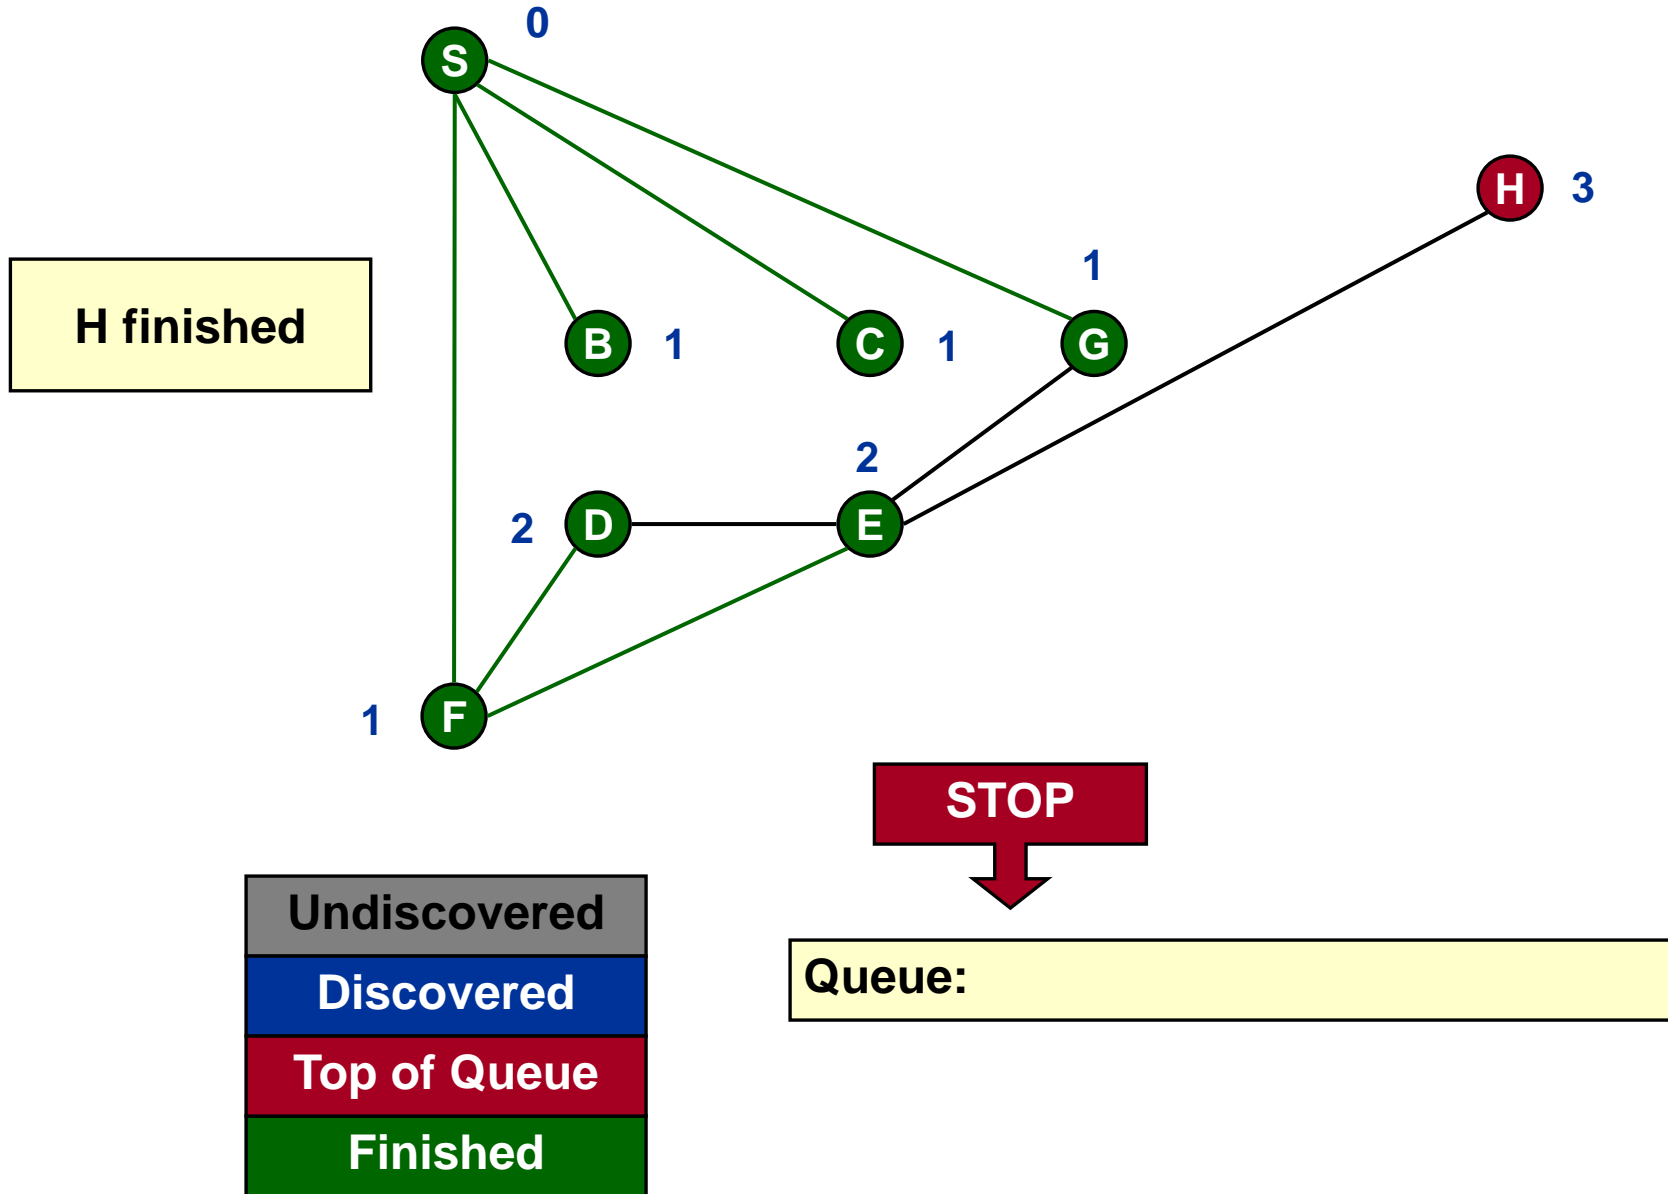 0
S
H
3
1
H finished
B
1
C
1
G
2
2
D
E
1
F
STOP
Undiscovered
Queue:
Discovered
Top of Queue
Finished